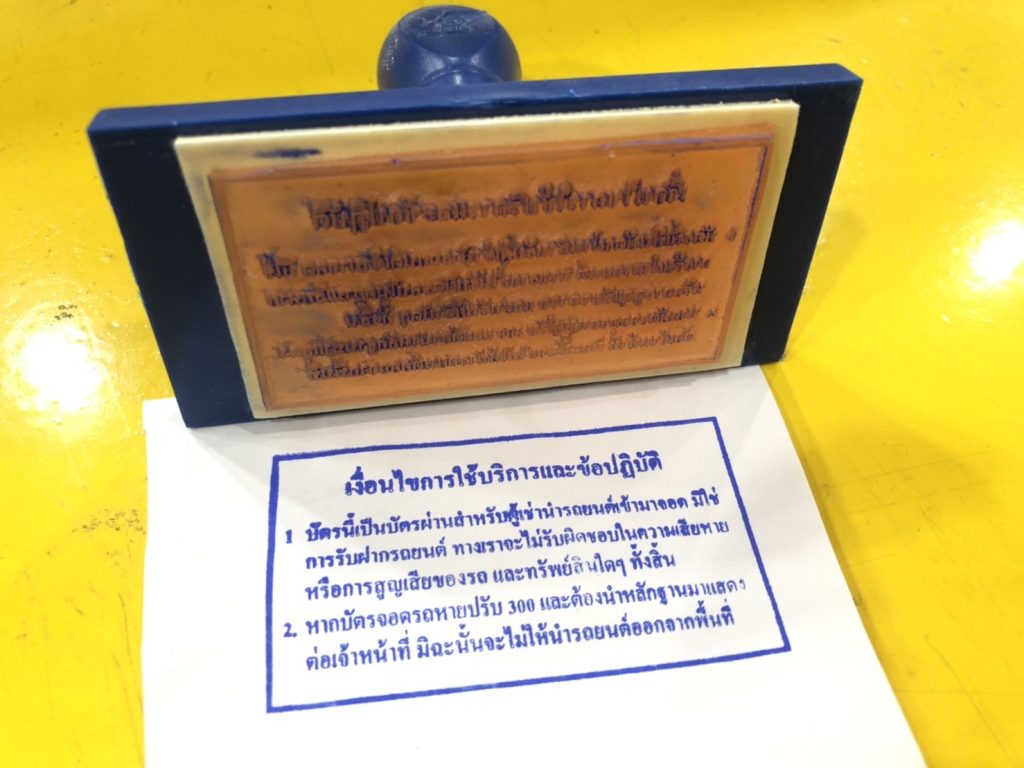 เงื่อนไขการใช้บริการและข้อปฏิบัติ
1 บัตรนี้เป็นบัตรผ่านสำหรับผู้เช่านำรถยนต์เข้ามาจอด มิใช่
การรับฝากรถยนต์ ทางเราจะไม่รับผิดชอบในความเสียหาย
หรือการสูญเสียของรถ และทรัพย์สินใดๆ ทั้งสิ้น
2. หากบัตรจอดรถหายปรับ 300 และต้องนำหลักฐานมาแสดง
ต่อเจ้าหน้าที่ มิฉะนั้นจะไม่ให้นำรถยนต์ออกจากพื้นที่